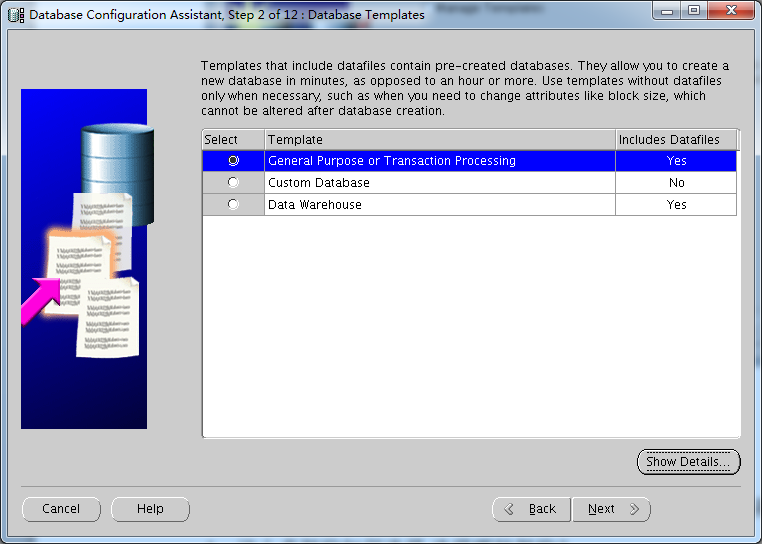 Database Configuration Assistant, Step 2 of 12 : Database Templates
Templates that include datafiles contain pre-created databases. They allow you to create a
new database in minutes, as opposed to an hour or more. Use templates without datafiles
only when necessary, such as when you need to change attributes like block size, which
cannot be altered after database creation.
Select Template Includes Datafiles
General Purpose or Transaction Processing Yes
Custom Database No
Data Warehouse Yes
Show Details...
Cancel Help Back Next